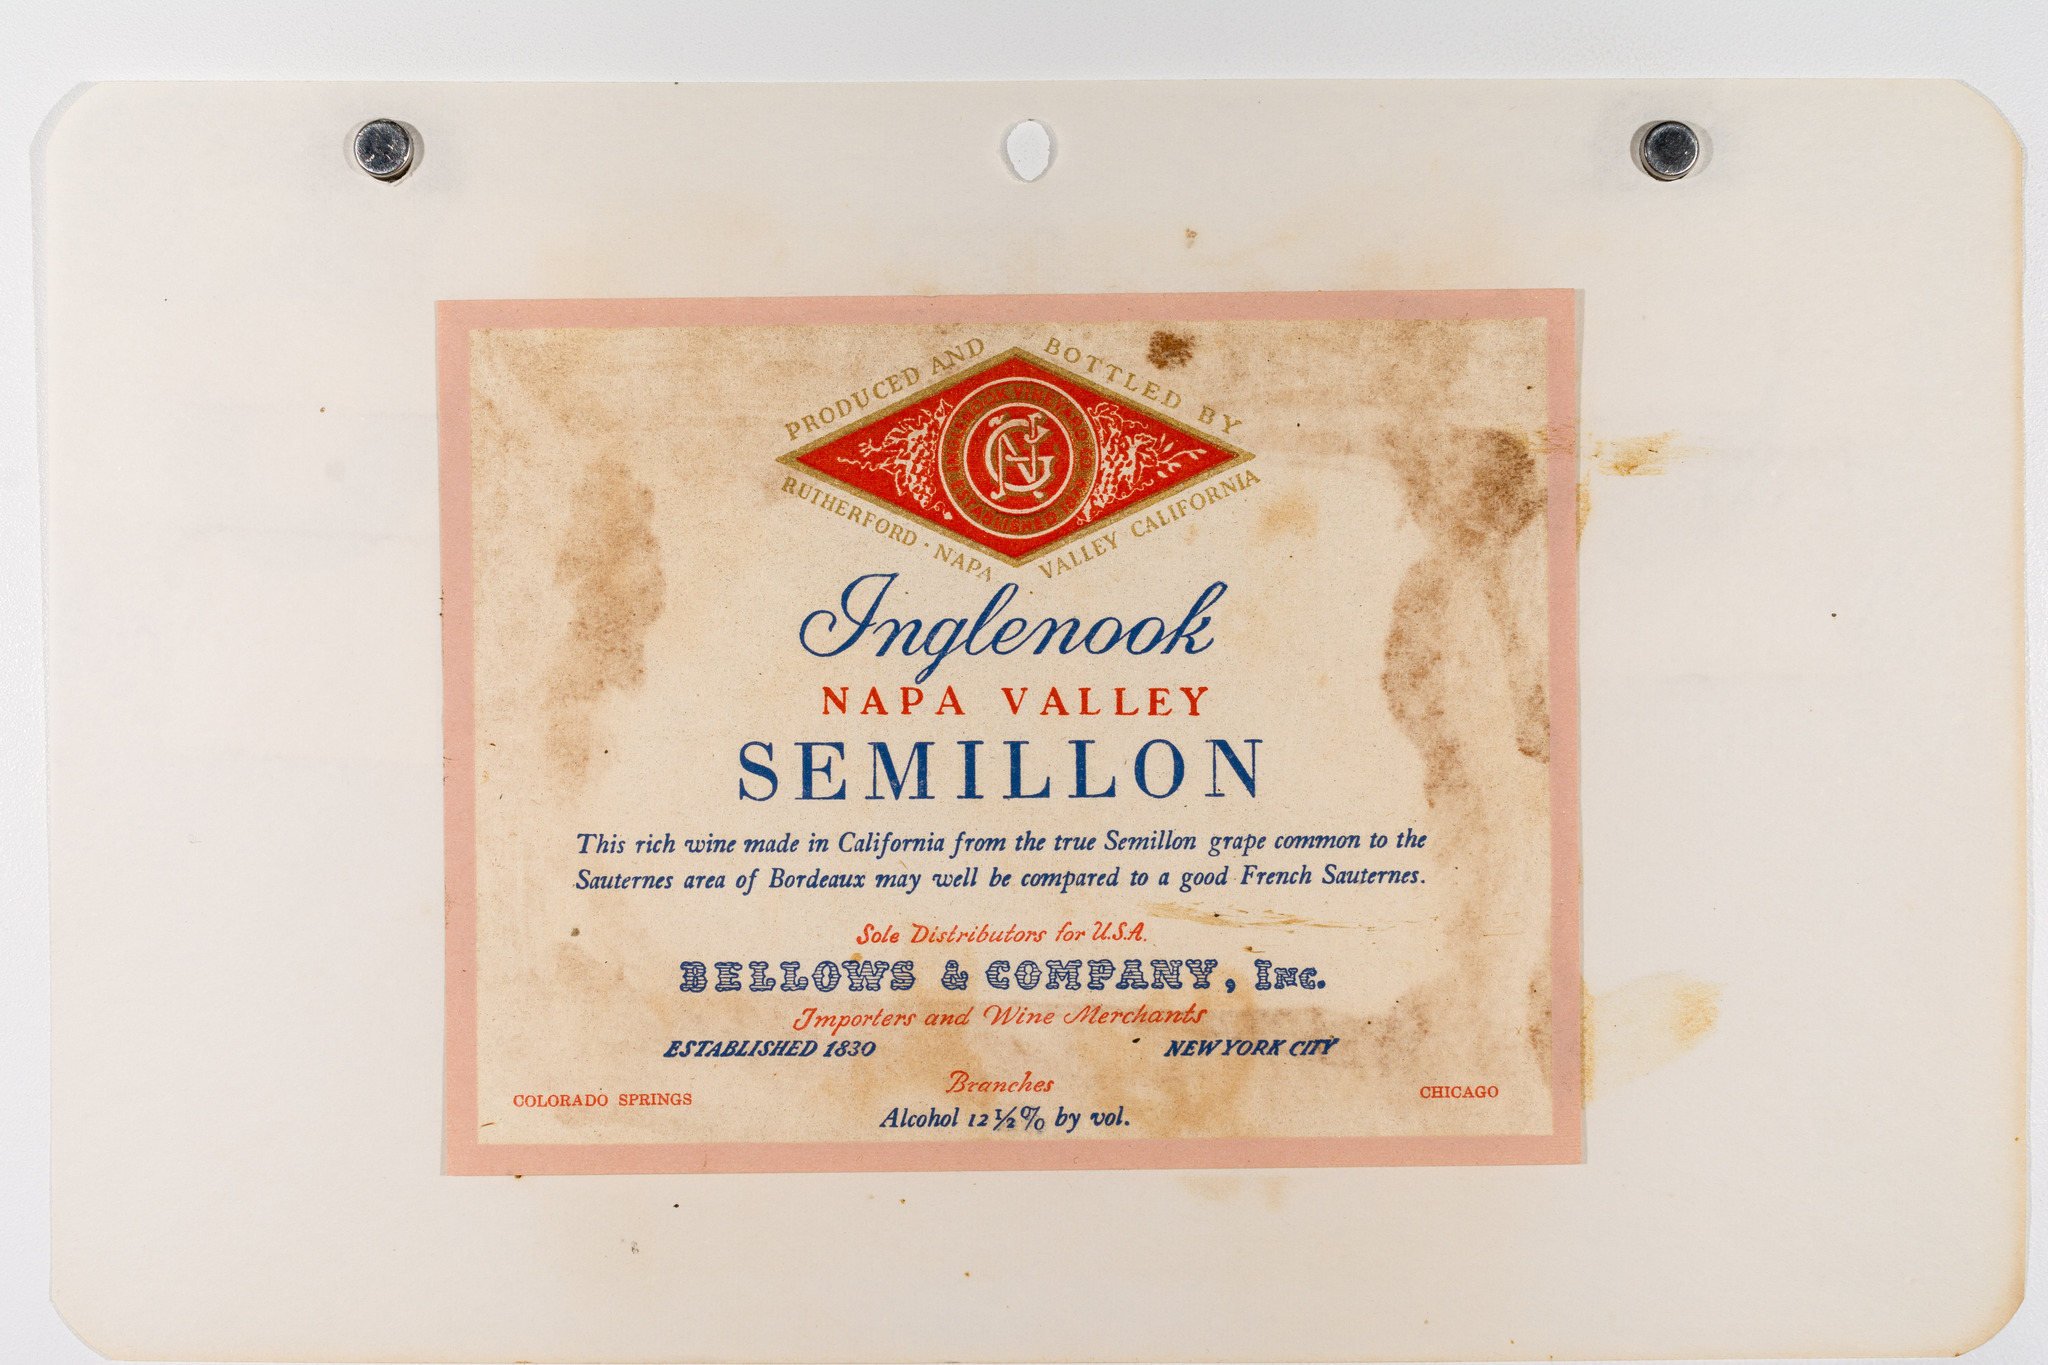 PRODUCED AND BOTTLED BY
RUTHERFORD · NAPA VALLEY CALIFORNIA
Inglenook
NAPA VALLEY
SEMILLON
This rich wine made in California from the true Semillon grape common to the
Sauternes area of Bordeaux may well be compared to a good French Sauternes.
Sole Distributors for U.S.A.
BELLOWS & COMPANY, INC.
Importers and Wine Merchants
ESTABLISHED 1830 NEW YORK CITY
Branches
COLORADO SPRINGS CHICAGO
Alcohol 12½% by vol.